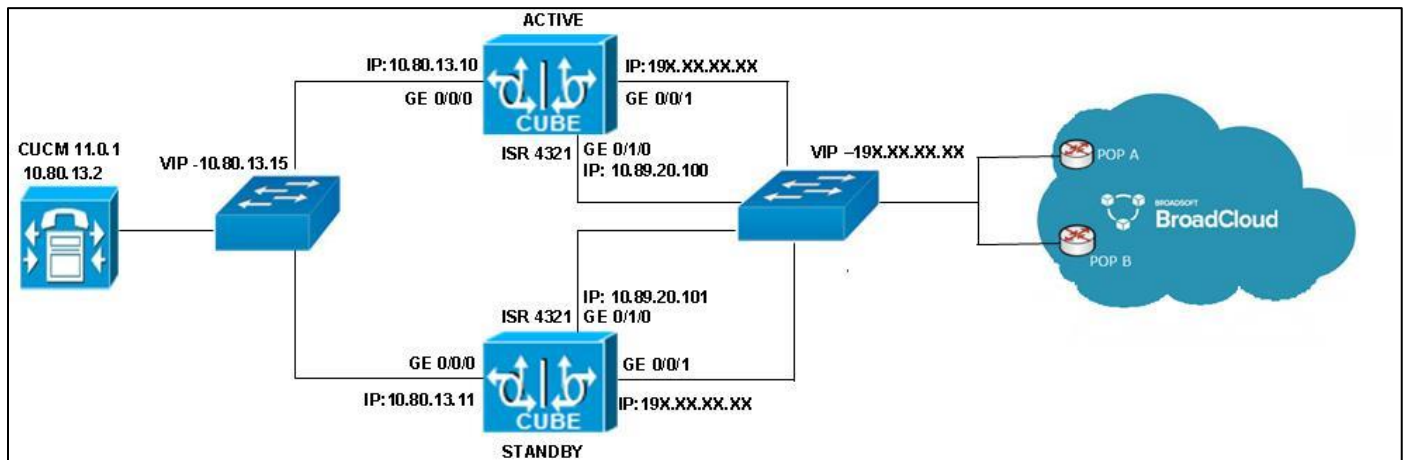 ACTIVE
IP:10.80.13.10
IP:19X.XX.XX.XX
GE 0/0/0
GE 0/0/1
CUBE
ISR 4321
GE 0/1/0
IP: 10.89.20.100
CUCM 11.0.1
10.80.13.2
VIP -10.80.13.15
VIP –19X.XX.XX.XX
POP A
BROADSOFT
BroadCloud
POP B
IP: 10.89.20.101
ISR 4321
GE 0/1/0
GE 0/0/0
GE 0/0/1
IP:10.80.13.11
IP:19X.XX.XX.XX
CUBE
STANDBY